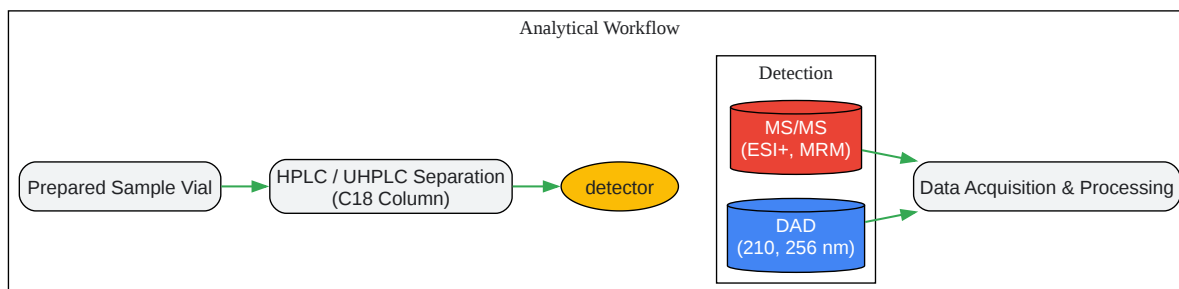 Analytical Workflow
Prepared Sample Vial
HPLC / UHPLC Separation
(C18 Column)
detector
Detection
MS/MS
(ESI+, MRM)
DAD
(210, 256 nm)
Data Acquisition & Processing